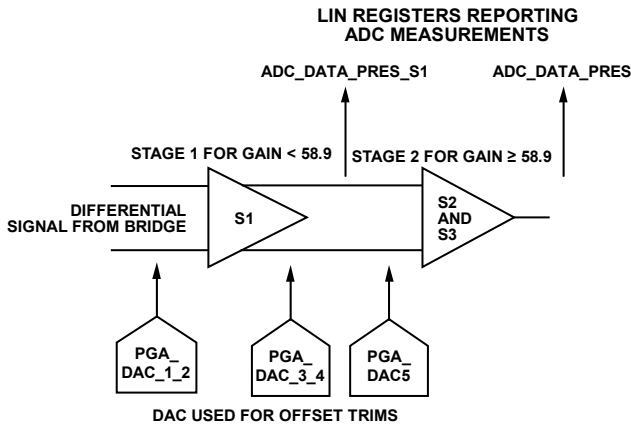 LIN REGISTERS REPORTING
ADC MEASUREMENTS
ADC_DATA_PRES_S1
ADC_DATA_PRES
STAGE 1 FOR GAIN < 58.9
STAGE 2 FOR GAIN ≥ 58.9
DIFFERENTIAL
SIGNAL FROM BRIDGE
S1
S2
AND
S3
PGA_
DAC_1_2
PGA_
DAC_3_4
PGA_
DAC5
DAC USED FOR OFFSET TRIMS